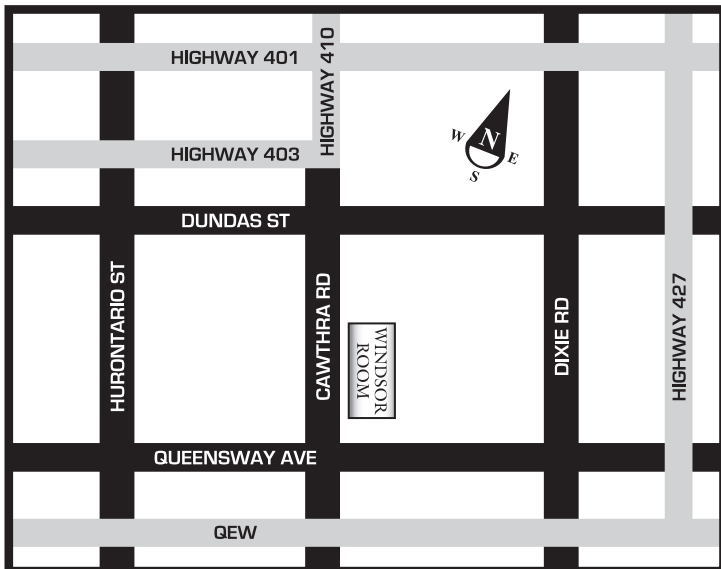 HIGHWAY 401
HIGHWAY 410
HIGHWAY 403
N
W
E
S
DUNDAS ST
HURONTARIO ST
CAWTHRA RD
WINDSOR
ROOM
DIXIE RD
HIGHWAY 427
QUEENSWAY AVE
QEW